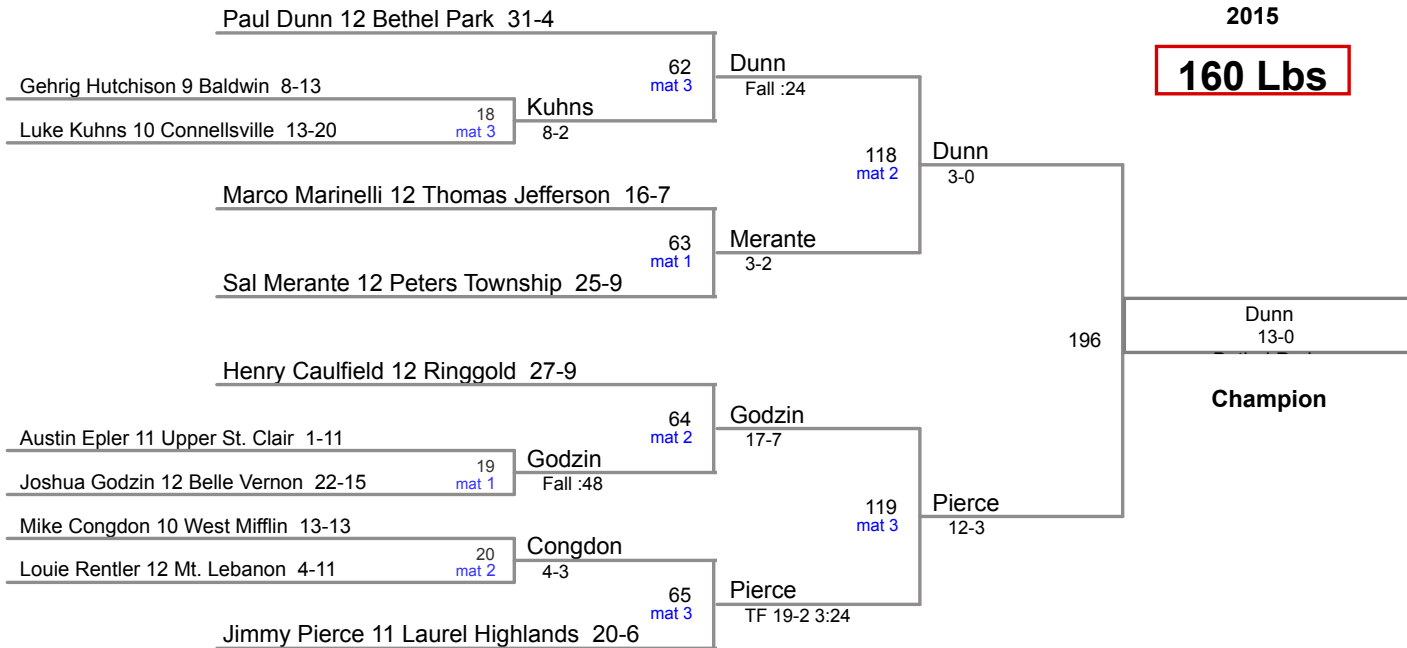 Paul Dunn 12 Bethel Park 31-4
2015
160 Lbs
62
mat 3
Dunn
Fall :24
Gehrig Hutchison 9 Baldwin 8-13
18
mat 3
Kuhns
8-2
Luke Kuhns 10 Connellsville 13-20
118
mat 2
Dunn
3-0
Marco Marinelli 12 Thomas Jefferson 16-7
63
mat 1
Merante
3-2
Sal Merante 12 Peters Township 25-9
196
Dunn
13-0
Champion
Henry Caulfield 12 Ringgold 27-9
64
mat 2
Godzin
17-7
Austin Epler 11 Upper St. Clair 1-11
19
mat 1
Godzin
Fall :48
Joshua Godzin 12 Belle Vernon 22-15
119
mat 3
Pierce
12-3
Mike Congdon 10 West Mifflin 13-13
20
mat 2
Congdon
4-3
Louie Rentler 12 Mt. Lebanon 4-11
65
mat 3
Pierce
TF 19-2 3:24
Jimmy Pierce 11 Laurel Highlands 20-6